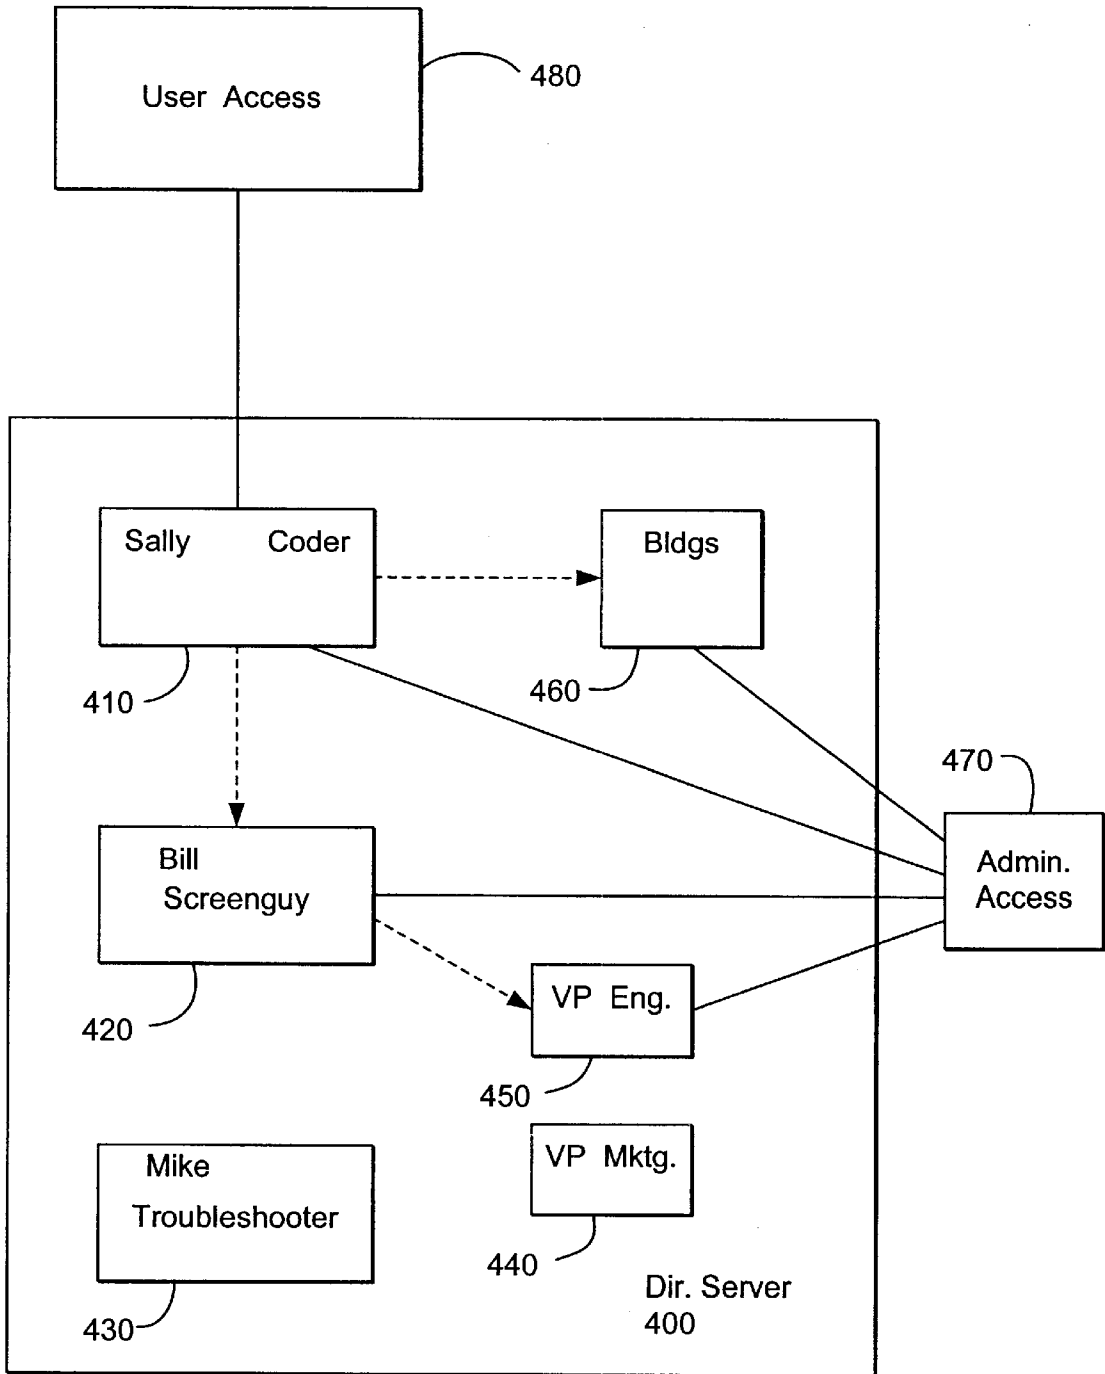 User Access
480
Sally Coder
Bldgs
410
460
470
Bill
Screenguy
Admin.
Access
420
VP Eng.
450
Mike
Troubleshooter
VP Mktg.
440
430
Dir. Server
400